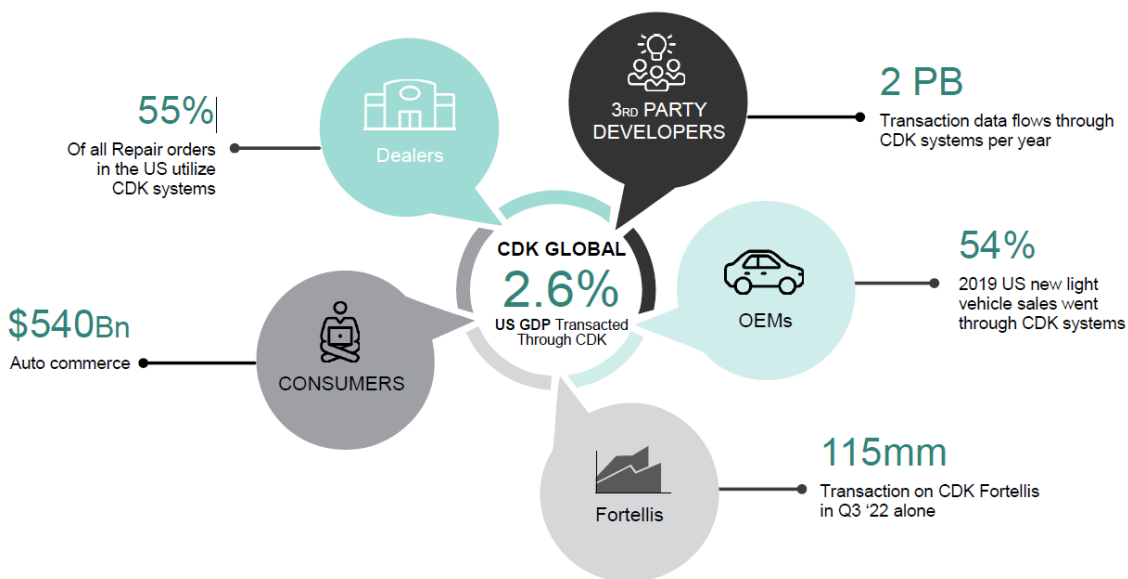 55%
Of all Repair orders
in the US utilize
CDK systems
Dealers
3RD PARTY
DEVELOPERS
2 PB
Transaction data flows through
CDK systems per year
CDK GLOBAL
2.6%
US GDP Transacted
Through CDK
OEMs
54%
2019 US new light
vehicle sales went
through CDK systems
$540Bn
Auto commerce
CONSUMERS
Fortellis
115mm
Transaction on CDK Fortellis
in Q3 ‘22 alone